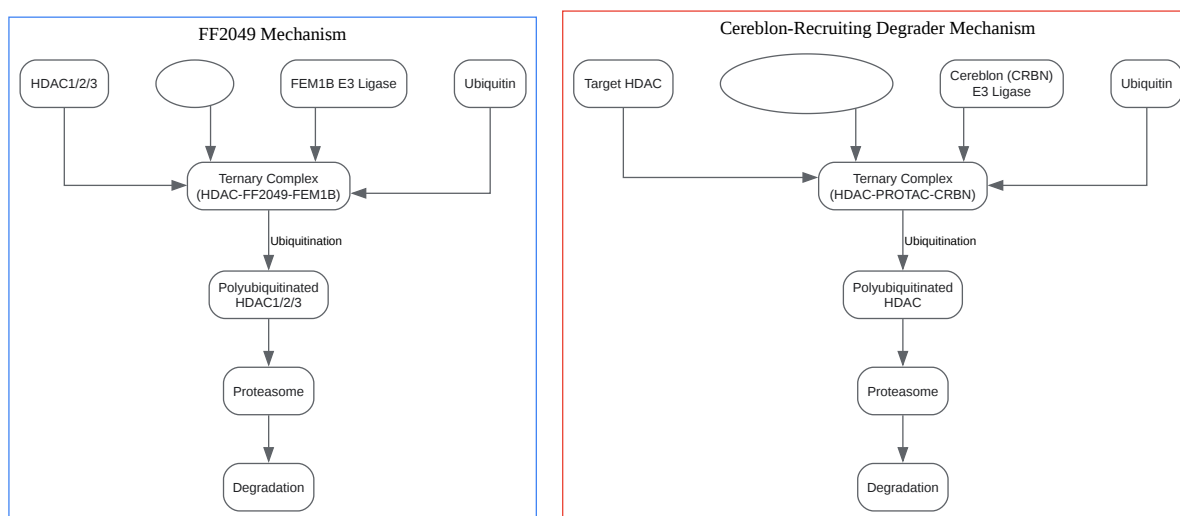 FF2049 Mechanism
HDAC1/2/3
FEM1B E3 Ligase
Ubiquitin
Ternary Complex
(HDAC-FF2049-FEM1B)
Ubiquitination
Polyubiquitinated
HDAC1/2/3
Proteasome
Degradation
Cereblon-Recruiting Degrader Mechanism
Target HDAC
Cereblon (CRBN)
E3 Ligase
Ubiquitin
Ternary Complex
(HDAC-PROTAC-CRBN)
Ubiquitination
Polyubiquitinated
HDAC
Proteasome
Degradation